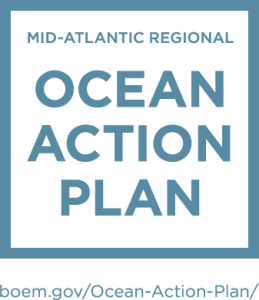 MID-ATLANTIC REGIONAL
OCEAN
ACTION
PLAN
boem.gov/Ocean-Action-Plan/